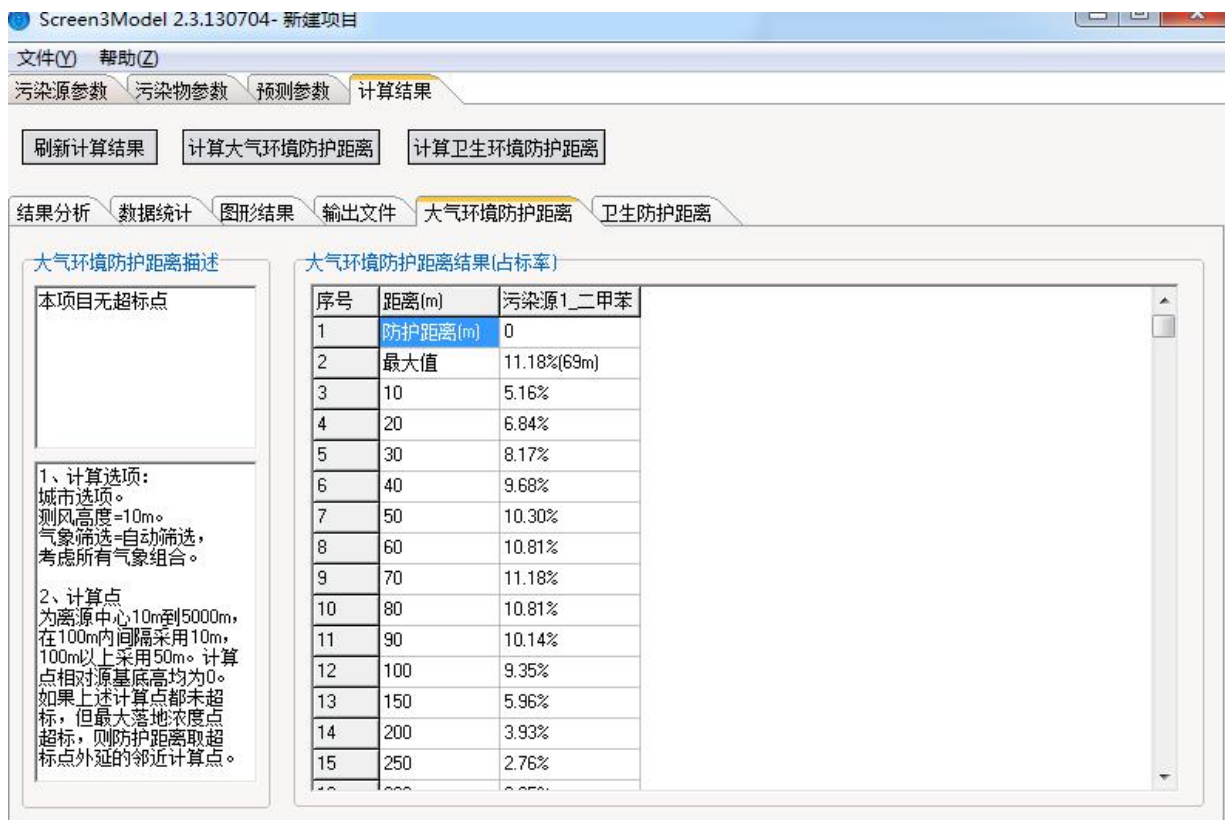 Screen3Model 2.3.130704- 新建项目
文件(Y) 帮助(Z)
污染源参数 污染物参数 预测参数 计算结果
刷新计算结果 计算大气环境防护距离 计算卫生环境防护距离
结果分析 数据统计 图形结果 输出文件 大气环境防护距离 卫生防护距离
大气环境防护距离描述
本项目无超标点
1、计算选项:
城市选项。
测风高度=10m。
气象筛选=自动筛选,
考虑所有气象组合。
2、计算点
为离源中心10m到5000m,
在100m内间隔采用10m,
100m以上采用50m。计算
点相对源基底高均为0。
如果上述计算点都未超
标,但最大落地浓度点
超标,则防护距离取超
标点外延的邻近计算点。
大气环境防护距离结果(占标率)
序号 距离(m) 污染源1_二甲苯
1 防护距离(m) 0
2 最大值 11.18%(69m)
3 10 5.16%
4 20 6.84%
5 30 8.17%
6 40 9.68%
7 50 10.30%
8 60 10.81%
9 70 11.18%
10 80 10.81%
11 90 10.14%
12 100 9.35%
13 150 5.96%
14 200 3.93%
15 250 2.76%